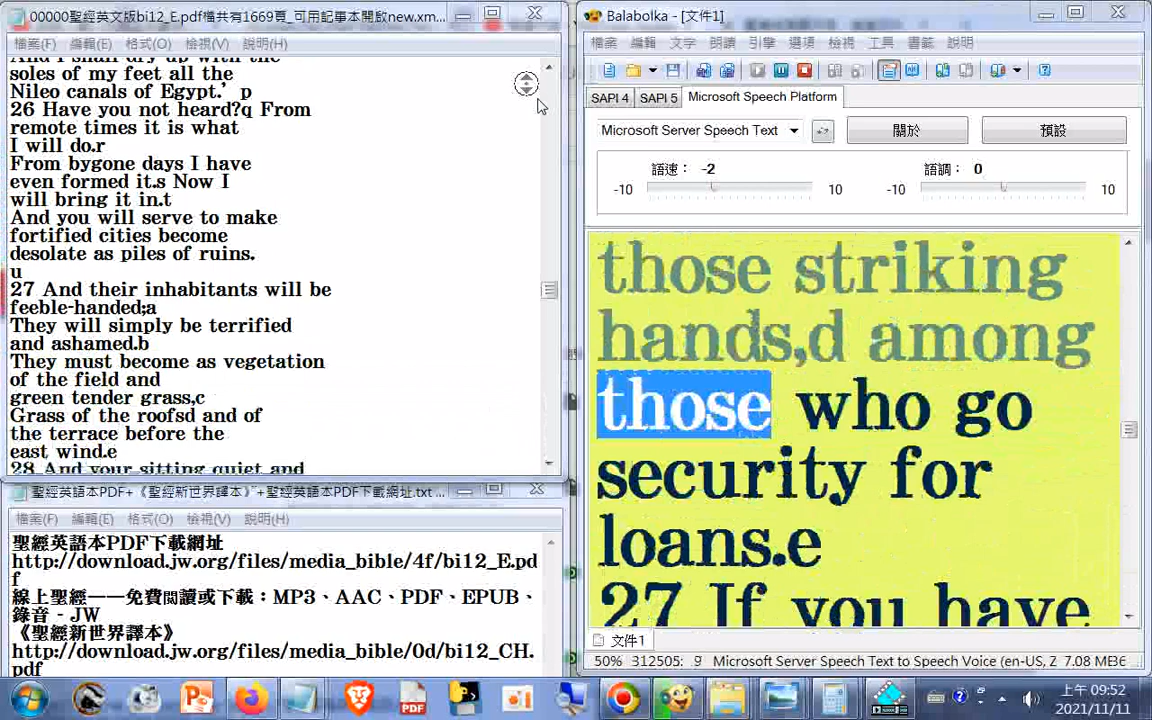 00000聖經英文版bi12_E.pdf檔共有1669頁_可用記事本開啟new.xm...
檔案(F) 編輯(E) 格式(O) 檢視(V) 說明(H)
And I shall dry up with the
soles of my feet all the
Nileo canals of Egypt.’p
26 Have you not heard?q From
remote times it is what
I will do.r
From bygone days I have
even formed it.s Now I
will bring it in.t
And you will serve to make
fortified cities become
desolate as piles of ruins.
u
27 And their inhabitants will be
feeble-handed;a
They will simply be terrified
and ashamed.b
They must become as vegetation
of the field and
green tender grass,c
Grass of the roofsd and of
the terrace before the
east wind.e
28 And your sitting quiet and
聖經英語本PDF+《聖經新世界譯本》"+聖經英語本PDF下載網址.txt ...
檔案(F) 編輯(E) 格式(O) 檢視(V) 說明(H)
聖經英語本PDF下載網址
http://download.jw.org/files/media_bible/4f/bi12_E.pd
f
線上聖經——免費閱讀或下載：MP3、AAC、PDF、EPUB、
錄音 - JW
《聖經新世界譯本》
http://download.jw.org/files/media_bible/0d/bi12_CH.
pdf
Balabolka - [文件1]
檔案 編輯 文字 朗讀 引擎 選項 檢視 工具 書籤 說明
SAPI 4 SAPI 5 Microsoft Speech Platform
Microsoft Server Speech Text 關於 預設
語速： -2 語調： 0
-10 10 -10 10
those striking
hands,d among
those who go
security for
loans.e
27 If you have
文件1
50% 312505: 9 Microsoft Server Speech Text to Speech Voice (en-US, Z 7.08 MB
上午 09:52
2021/11/11